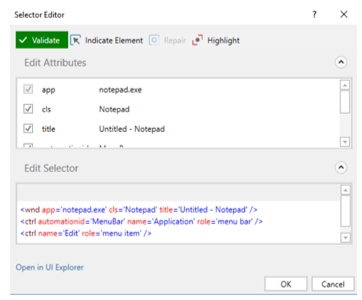 Selector Editor ? X
Validate Indicate Element Repair Highlight
Edit Attributes
app notepad.exe
cls Notepad
title Untitled - Notepad
Edit Selector
<wnd app='notepad.exe' cls='Notepad' title='Untitled - Notepad' />
<ctrl automationid='MenuBar' name='Application' role='menu bar' />
<ctrl name='Edit' role='menu item' />
Open in UI Explorer
OK Cancel